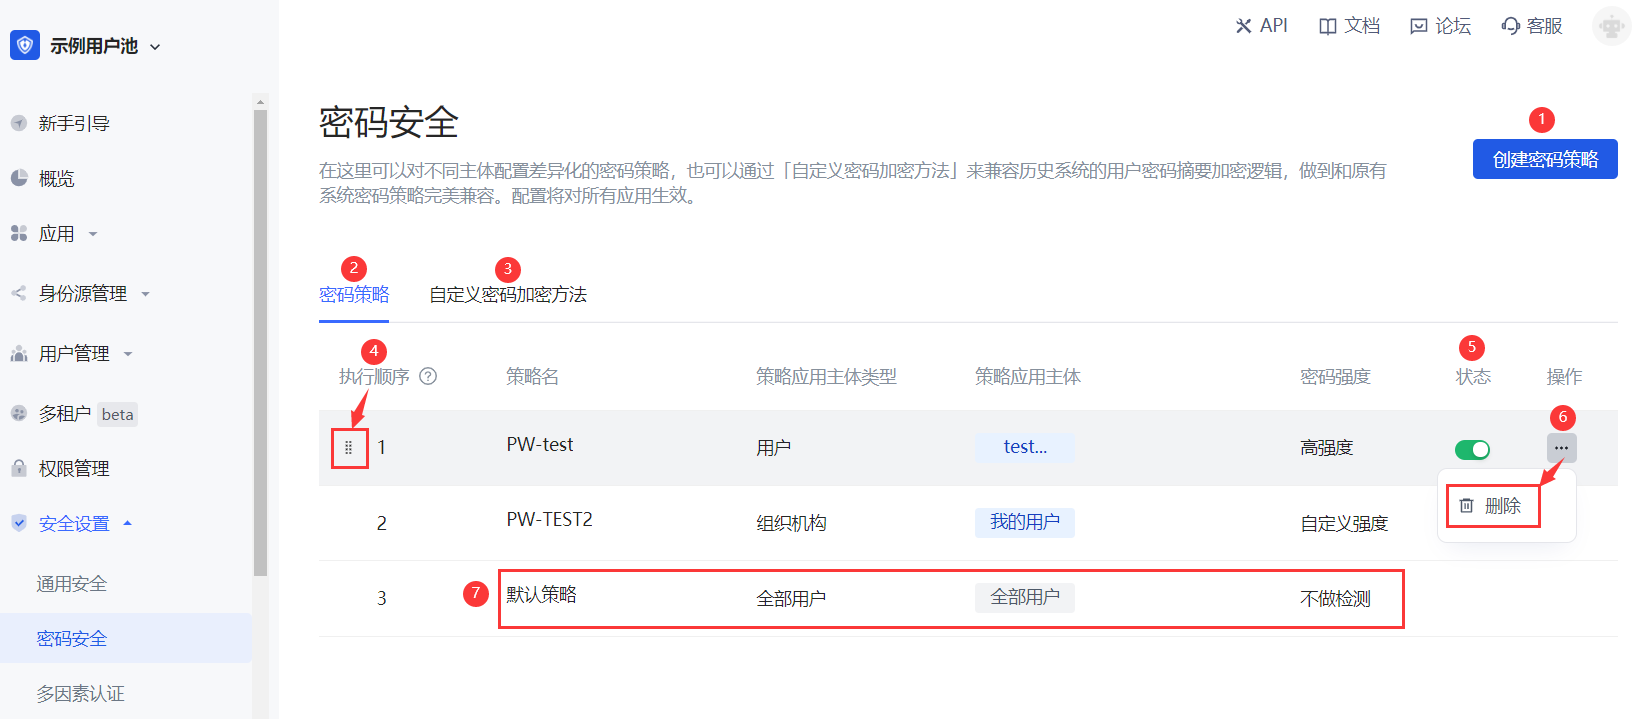 示例用户池
API
文档
论坛
客服
新手引导
概览
应用
身份源管理
用户管理
多租户 beta
权限管理
安全设置
通用安全
密码安全
多因素认证
密码安全
在这里可以对不同主体配置差异化的密码策略，也可以通过「自定义密码加密方法」来兼容历史系统的用户密码摘要加密逻辑，做到和原有
系统密码策略完美兼容。配置将对所有应用生效。
1
创建密码策略
2
3
密码策略
自定义密码加密方法
4
5
执行顺序 ?
策略名
策略应用主体类型
策略应用主体
密码强度
状态
操作
6
1
PW-test
用户
test...
高强度
删除
2
PW-TEST2
组织机构
我的用户
自定义强度
7
3
默认策略
全部用户
全部用户
不做检测